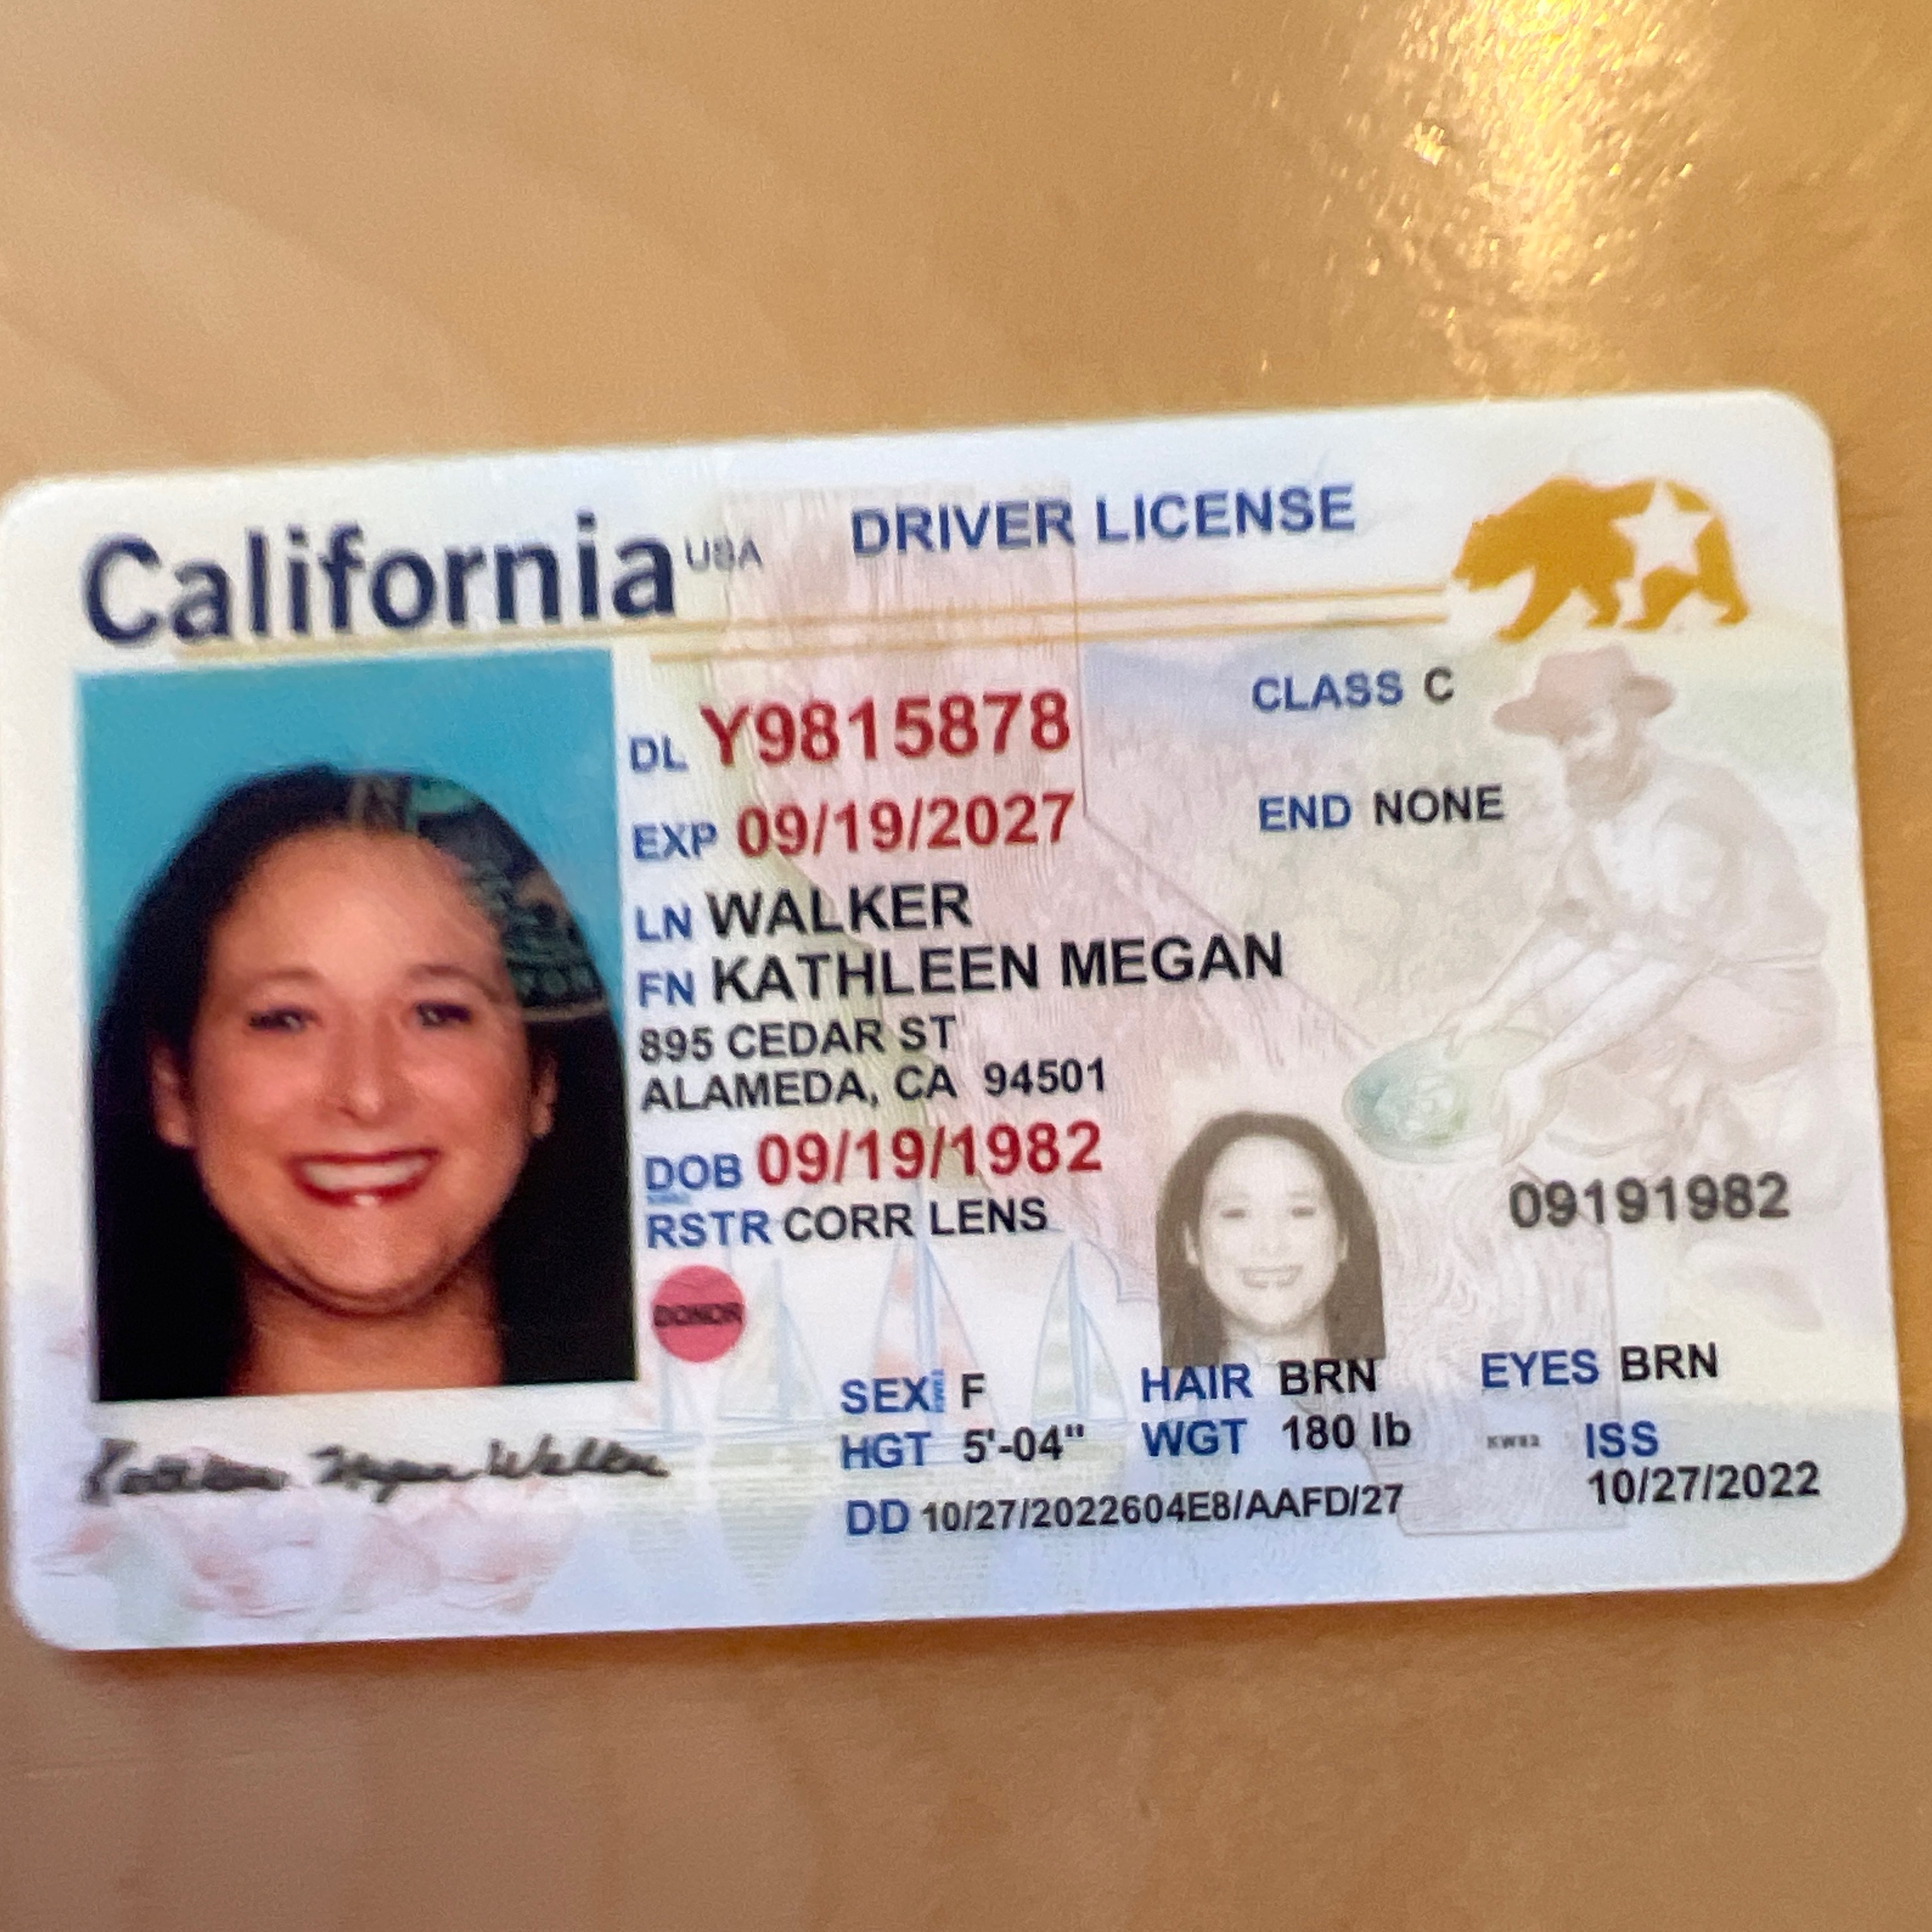 California USA DRIVER LICENSE
DL Y9815878 CLASS C
EXP 09/19/2027 END NONE
LN WALKER
FN KATHLEEN MEGAN
895 CEDAR ST
ALAMEDA, CA 94501
DOB 09/19/1982
RSTR CORR LENS 09191982
DONOR
SEX F HAIR BRN EYES BRN
HGT 5'-04" WGT 180 lb ISS
DD 10/27/2022604E8/AAFD/27 10/27/2022
Kathleen Megan Walker